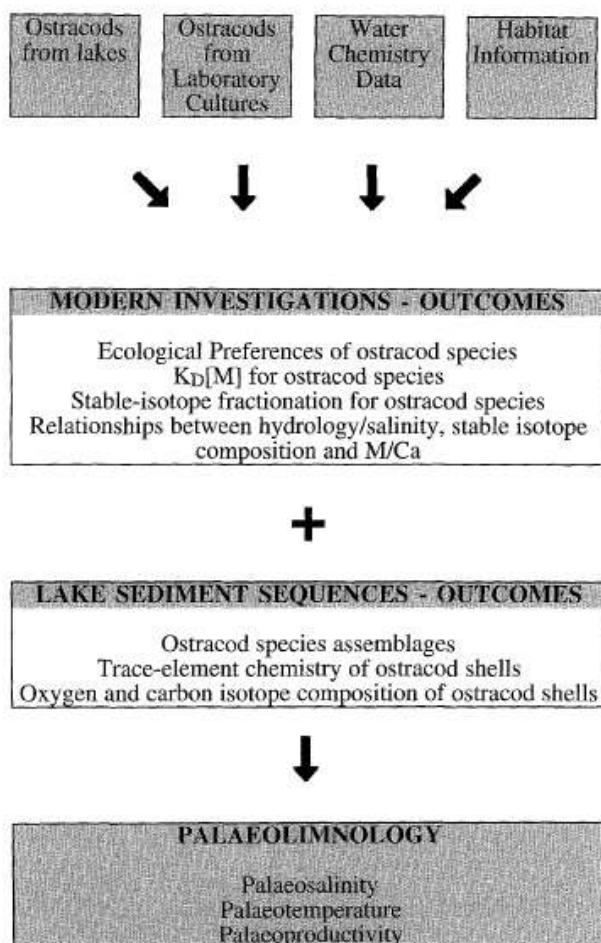 Ostracods
from lakes
Ostracods
from
Laboratory
Cultures
Water
Chemistry
Data
Habitat
Information
MODERN INVESTIGATIONS - OUTCOMES
Ecological Preferences of ostracod species
KD[M] for ostracod species
Stable-isotope fractionation for ostracod species
Relationships between hydrology/salinity, stable isotope
composition and M/Ca
+
LAKE SEDIMENT SEQUENCES - OUTCOMES
Ostracod species assemblages
Trace-element chemistry of ostracod shells
Oxygen and carbon isotope composition of ostracod shells
PALAEOLIMNOLOGY
Palaeosalinity
Palaeotemperature
Palaeoproductivity